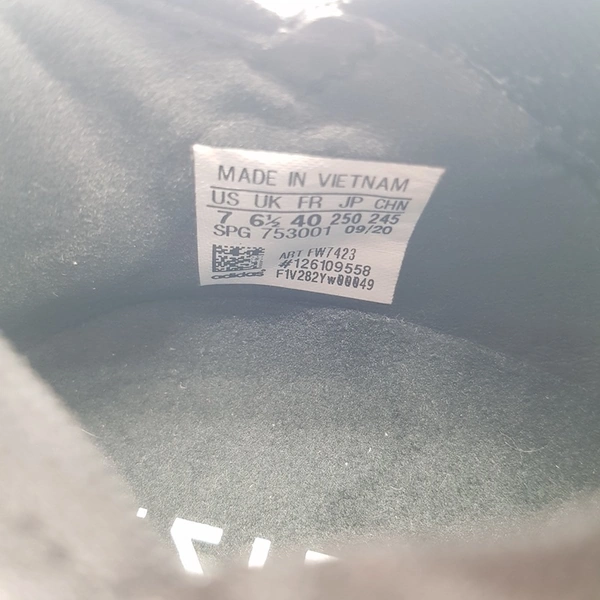 MADE IN VIETNAM
US UK FR JP CHN
7 6½ 40 250 245
SPG 753001 09/20
ART FW7423
#126109558
adidas F1V282Yw00049